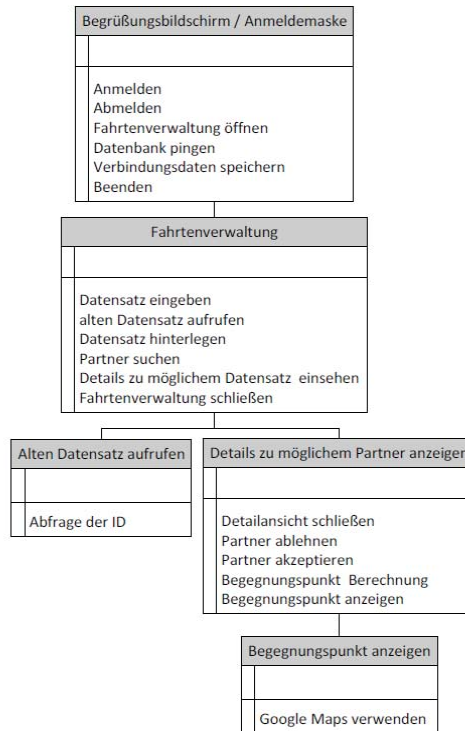 Begrüßungsbildschirm / Anmeldemaske
Anmelden
Abmelden
Fahrtenverwaltung öffnen
Datenbank pingen
Verbindungsdaten speichern
Beenden
Fahrtenverwaltung
Datensatz eingeben
alten Datensatz aufrufen
Datensatz hinterlegen
Partner suchen
Details zu möglichem Datensatz einsehen
Fahrtenverwaltung schließen
Alten Datensatz aufrufen
Abfrage der ID
Details zu möglichem Partner anzeigen
Detailansicht schließen
Partner ablehnen
Partner akzeptieren
Begegnungspunkt Berechnung
Begegnungspunkt anzeigen
Begegnungspunkt anzeigen
Google Maps verwenden